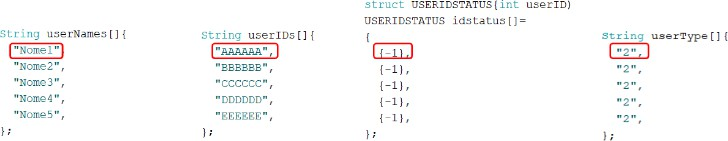 String userNames[]{
"Nome1"
"Nome2",
"Nome3",
"Nome4",
"Nome5",
};
String userIDs[]{
"AAAAAA",
"BBBBBB",
"CCCCCC",
"DDDDDD",
"EEEEEE",
};
struct USERIDSTATUS(int userID)
USERIDSTATUS idstatus[]=
{
{-1},
{-1},
{-1},
{-1},
{-1},
};
String userType[]{
"2",
"2",
"2",
"2",
"2",
};